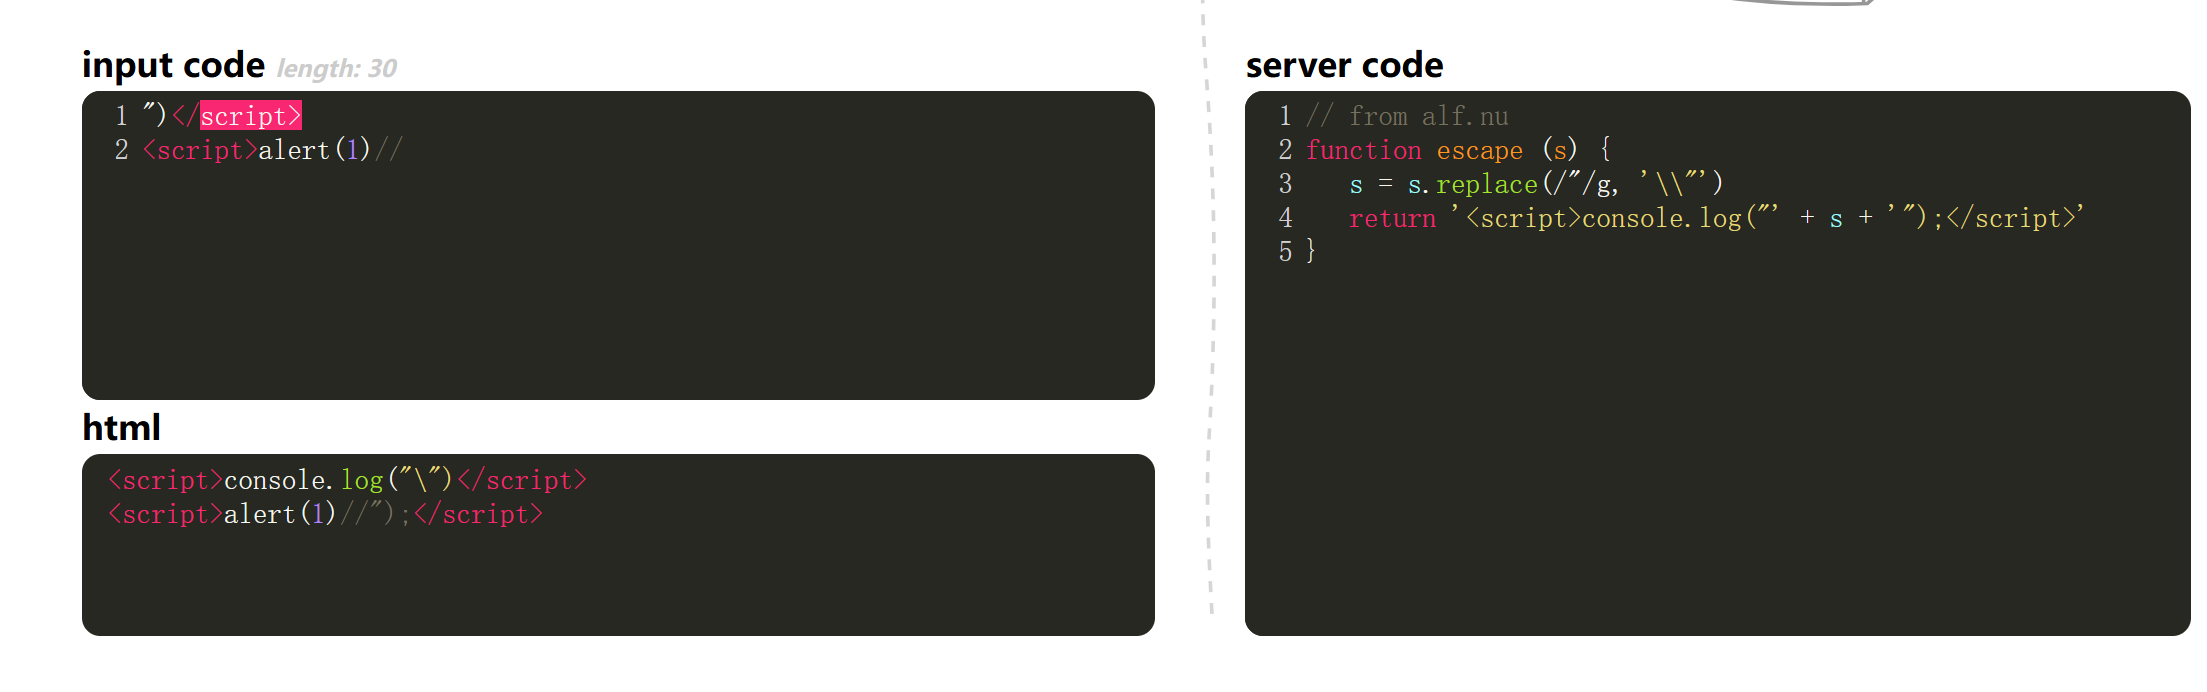 input code length: 30
1 ")</script>
2 <script>alert(1)//
html
<script>console.log("\")</script>
<script>alert(1)//");</script>
server code
1 // from alf.nu
2 function escape (s) {
3    s = s.replace(/"/g, '\\"')
4    return '<script>console.log("' + s + '");</script>'
5 }